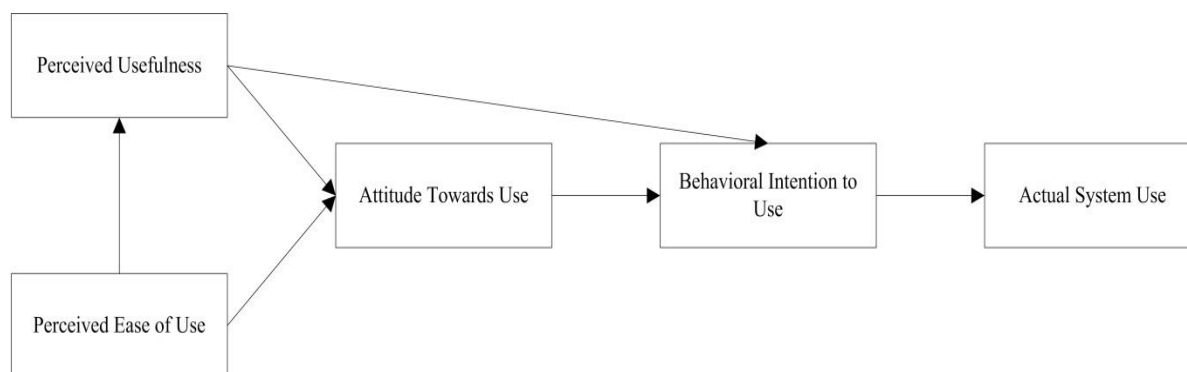 Perceived Usefulness
Attitude Towards Use
Behavioral Intention to
Use
Actual System Use
Perceived Ease of Use